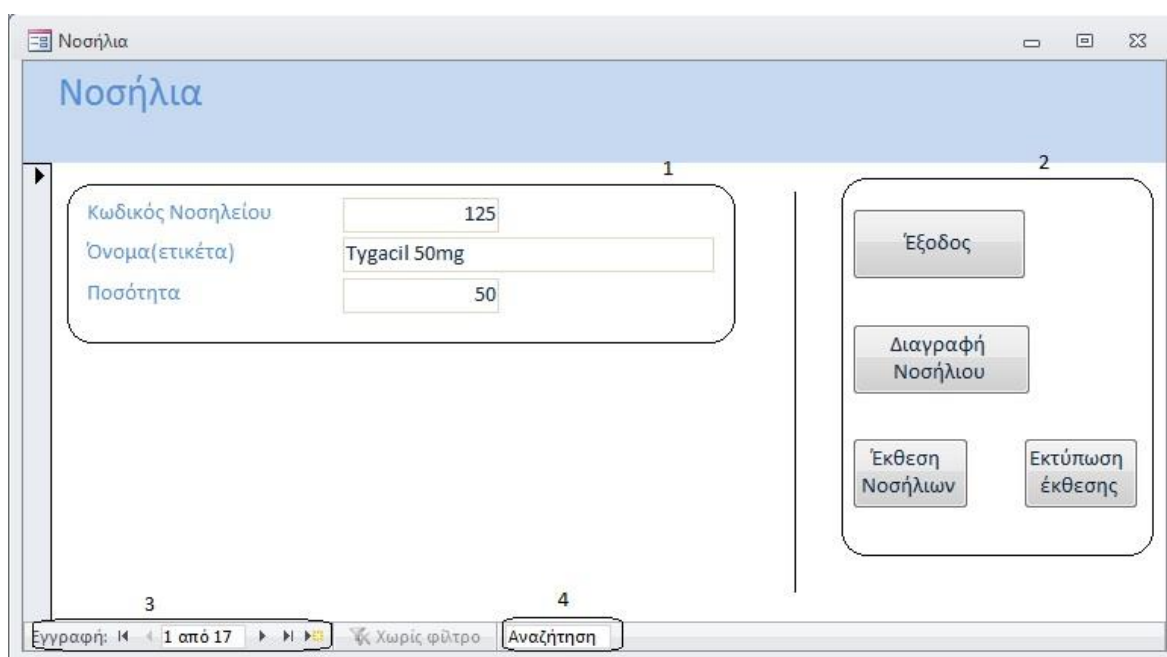 Νοσήλια
Νοσήλια
1
2
Κωδικός Νοσηλείου 125
Όνομα(ετικέτα) Tygacil 50mg
Ποσότητα 50
Έξοδος
Διαγραφή
Νοσήλιου
Έκθεση
Νοσήλιων
Εκτύπωση
έκθεσης
3
4
Εγγραφή: 1 από 17 Χωρίς φίλτρο Αναζήτηση